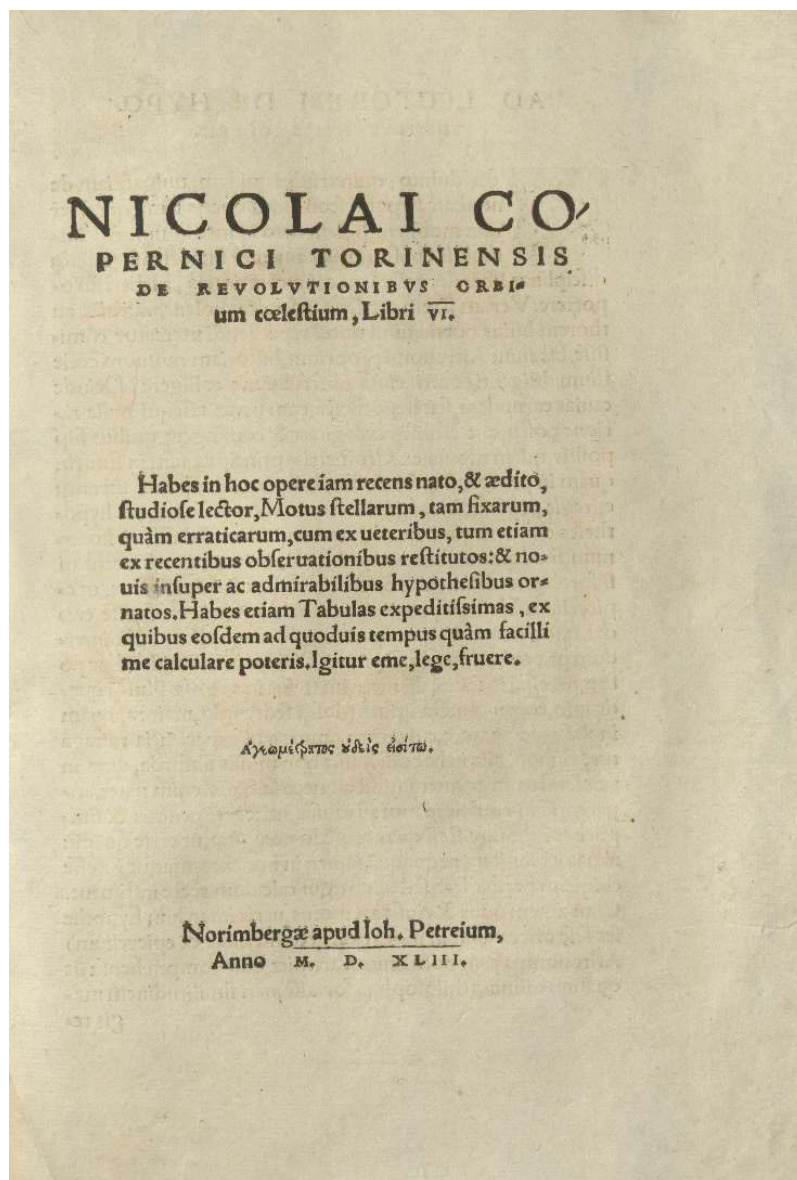 NICOLAI CO-
PERNICI TORINENSIS
DE REVOLVTIONIBVS ORBI-
um cœleſtium, Libri VI.
Habes in hoc opere iam recens nato, & ædito,
ſtudioſe lector, Motus ſtellarum, tam fixarum,
quàm erraticarum, cum ex ueteribus, tum etiam
ex recentibus obſeruationibus reſtitutos: & no-
uis inſuper ac admirabilibus hypotheſibus or-
natos. Habes etiam Tabulas expeditiſsimas, ex
quibus eoſdem ad quoduis tempus quàm facilli
me calculare poteris. Igitur eme, lege, fruere.
Ἀγεωμέτρητος οὐδεὶς εἰσίτω.
Norimbergæ apud Ioh. Petreium,
Anno M. D. XLIII.